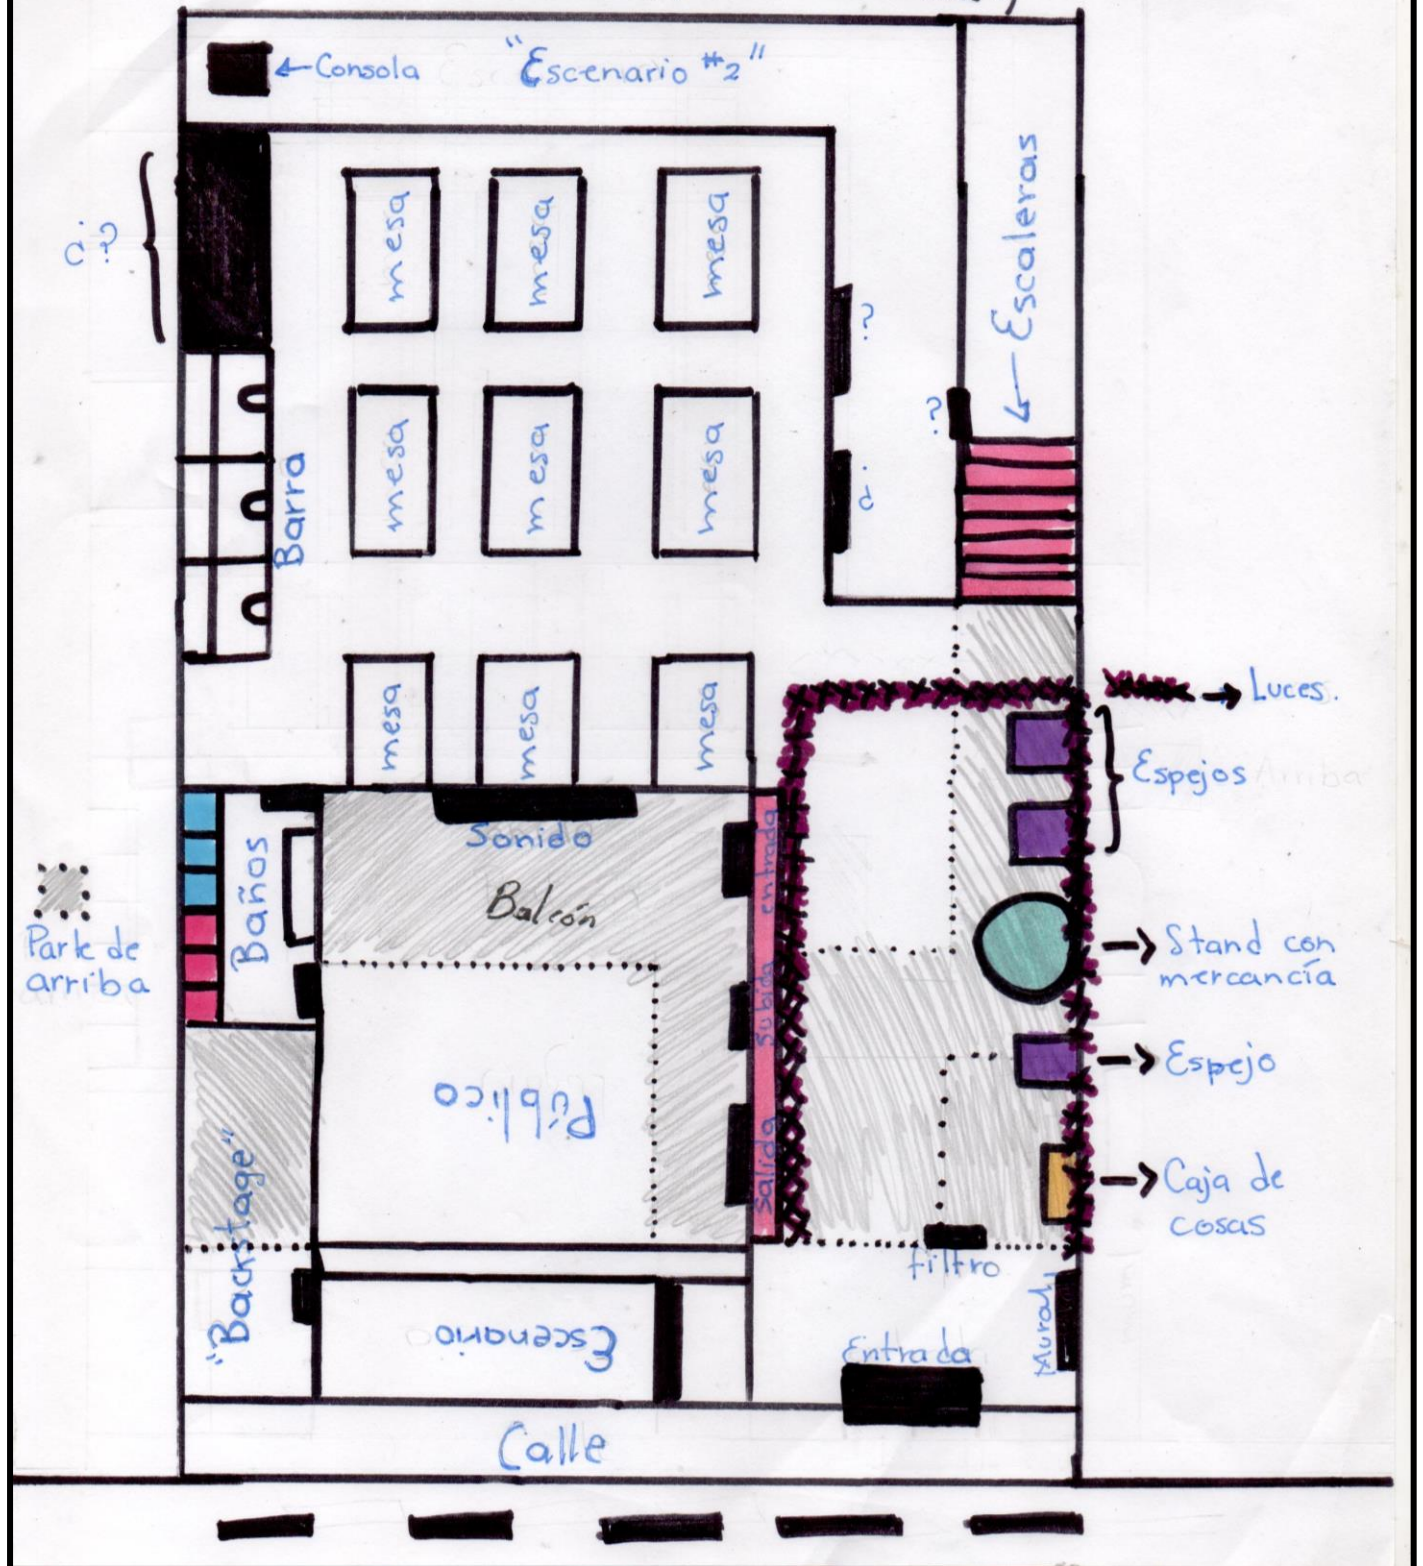 ←Consola
"Escenario #2"
¿?
mesa
mesa
mesa
←Escaleras
?
?
¿
mesa
mesa
mesa
Barra
mesa
mesa
mesa
→ Luces.
Espejos
Sonido
Balcón
entrada
subida
salida
Baños
Parte de
arriba
→ Stand con
mercancía
→ Espejo
Público
"Backstage"
→ Caja de
cosas
filtro
Mural
Escenario
Entrada
Calle